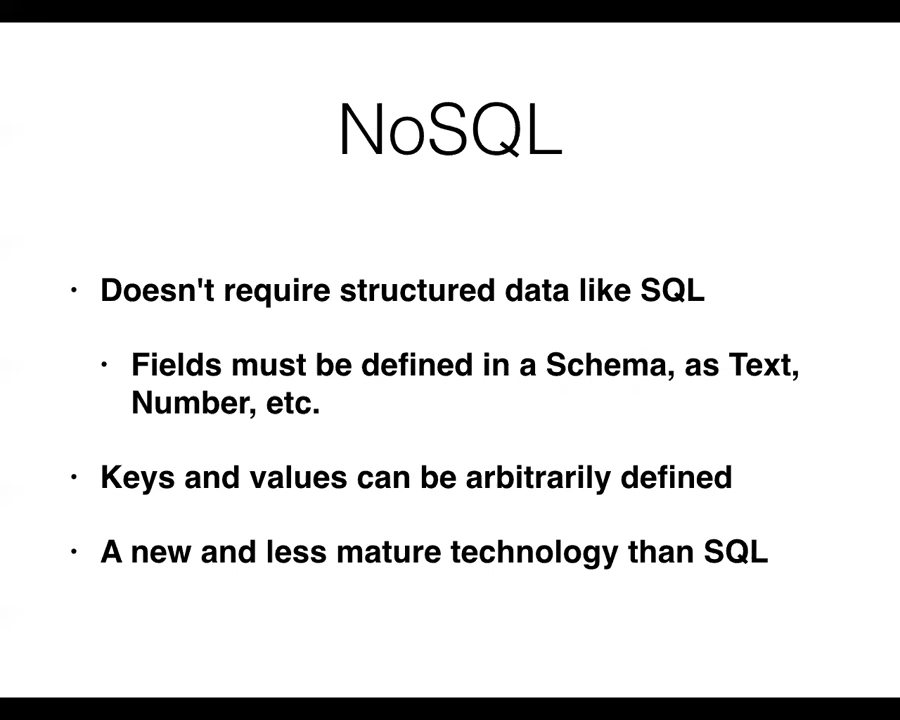 NoSQL
• Doesn't require structured data like SQL
• Fields must be defined in a Schema, as Text,
Number, etc.
• Keys and values can be arbitrarily defined
• A new and less mature technology than SQL